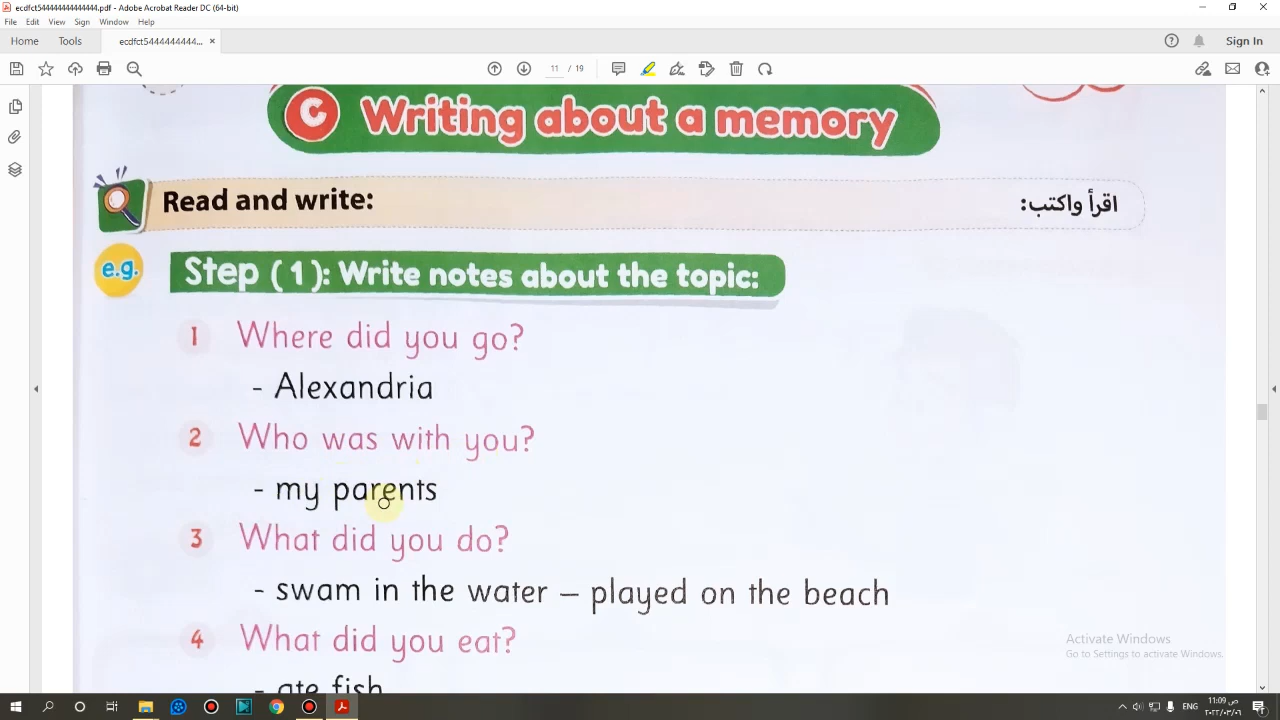 ecdfct54444444444444.pdf - Adobe Acrobat Reader DC (64-bit)
File Edit View Sign Window Help
Home Tools ecdfct5444444444... × Sign In
11 / 19
C Writing about a memory
Read and write: اقرأ واكتب:
e.g. Step (1): Write notes about the topic:
1 Where did you go?
- Alexandria
2 Who was with you?
- my parents
3 What did you do?
- swam in the water – played on the beach
4 What did you eat?
- ate fish
Activate Windows
Go to Settings to activate Windows.
ENG 11:09 ص